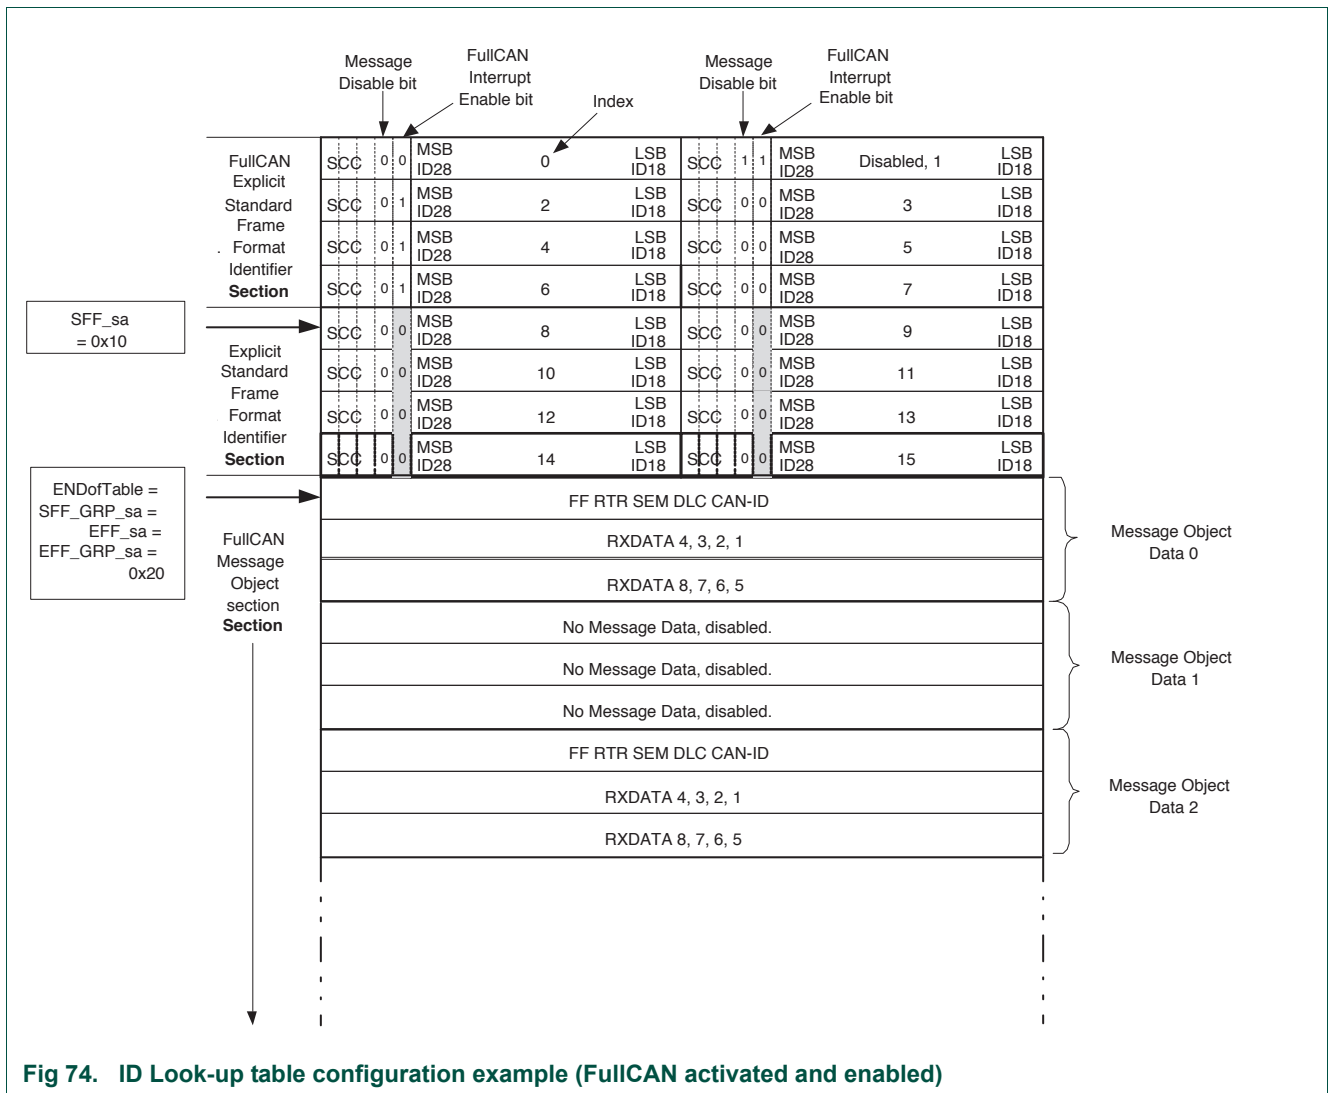 Message
Disable bit
FullCAN
Interrupt
Enable bit
Index
Message
Disable bit
FullCAN
Interrupt
Enable bit
FullCAN
Explicit
Standard
Frame
. Format
Identifier
Section
SCC 0 0 MSB ID28 0 LSB ID18 SCC 1 1 MSB ID28 Disabled, 1 LSB ID18
SCC 0 1 MSB ID28 2 LSB ID18 SCC 0 0 MSB ID28 3 LSB ID18
SCC 0 1 MSB ID28 4 LSB ID18 SCC 0 0 MSB ID28 5 LSB ID18
SCC 0 1 MSB ID28 6 LSB ID18 SCC 0 0 MSB ID28 7 LSB ID18
SFF_sa
= 0x10
Explicit
Standard
Frame
Format
Identifier
Section
SCC 0 0 MSB ID28 8 LSB ID18 SCC 0 0 MSB ID28 9 LSB ID18
SCC 0 0 MSB ID28 10 LSB ID18 SCC 0 0 MSB ID28 11 LSB ID18
SCC 0 0 MSB ID28 12 LSB ID18 SCC 0 0 MSB ID28 13 LSB ID18
SCC 0 0 MSB ID28 14 LSB ID18 SCC 0 0 MSB ID28 15 LSB ID18
ENDofTable =
SFF_GRP_sa =
EFF_sa =
EFF_GRP_sa =
0x20
FullCAN
Message
Object
section
Section
FF RTR SEM DLC CAN-ID
RXDATA 4, 3, 2, 1
RXDATA 8, 7, 6, 5
Message Object
Data 0
No Message Data, disabled.
No Message Data, disabled.
No Message Data, disabled.
Message Object
Data 1
FF RTR SEM DLC CAN-ID
RXDATA 4, 3, 2, 1
RXDATA 8, 7, 6, 5
Message Object
Data 2
Fig 74. ID Look-up table configuration example (FullCAN activated and enabled)